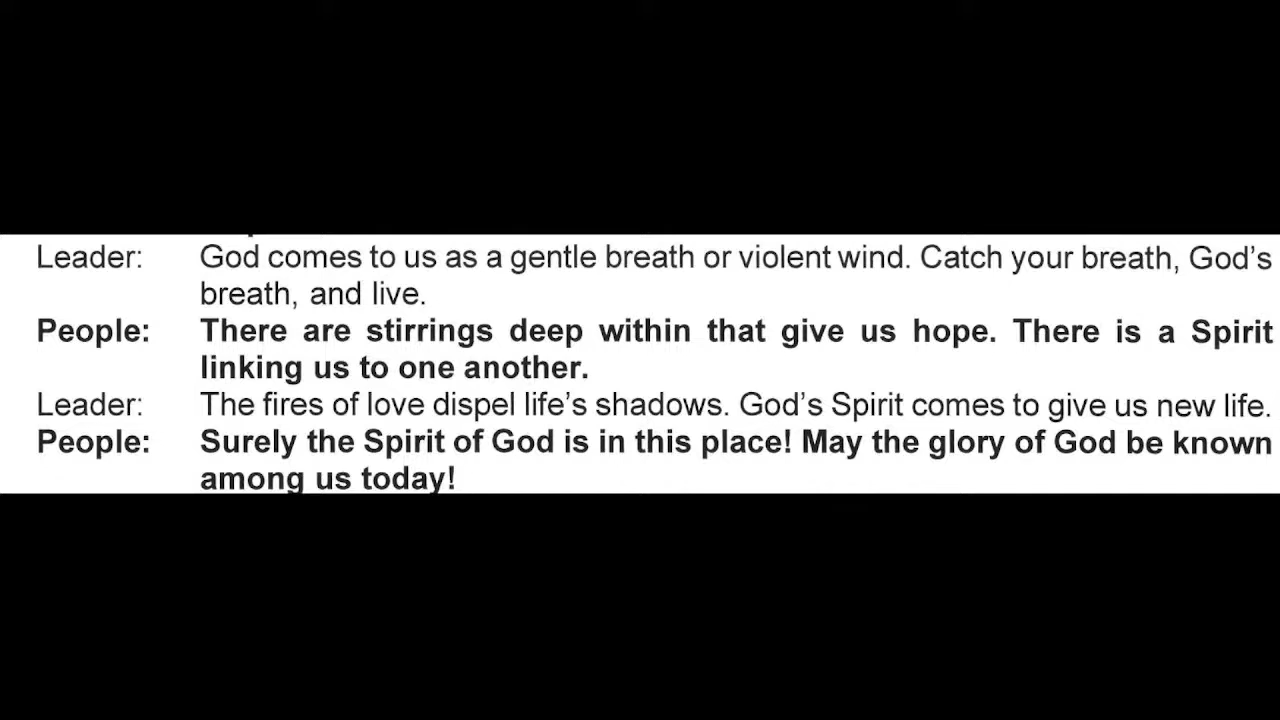 Leader: God comes to us as a gentle breath or violent wind. Catch your breath, God's
breath, and live.
People: There are stirrings deep within that give us hope. There is a Spirit
linking us to one another.
Leader: The fires of love dispel life's shadows. God's Spirit comes to give us new life.
People: Surely the Spirit of God is in this place! May the glory of God be known
among us today!